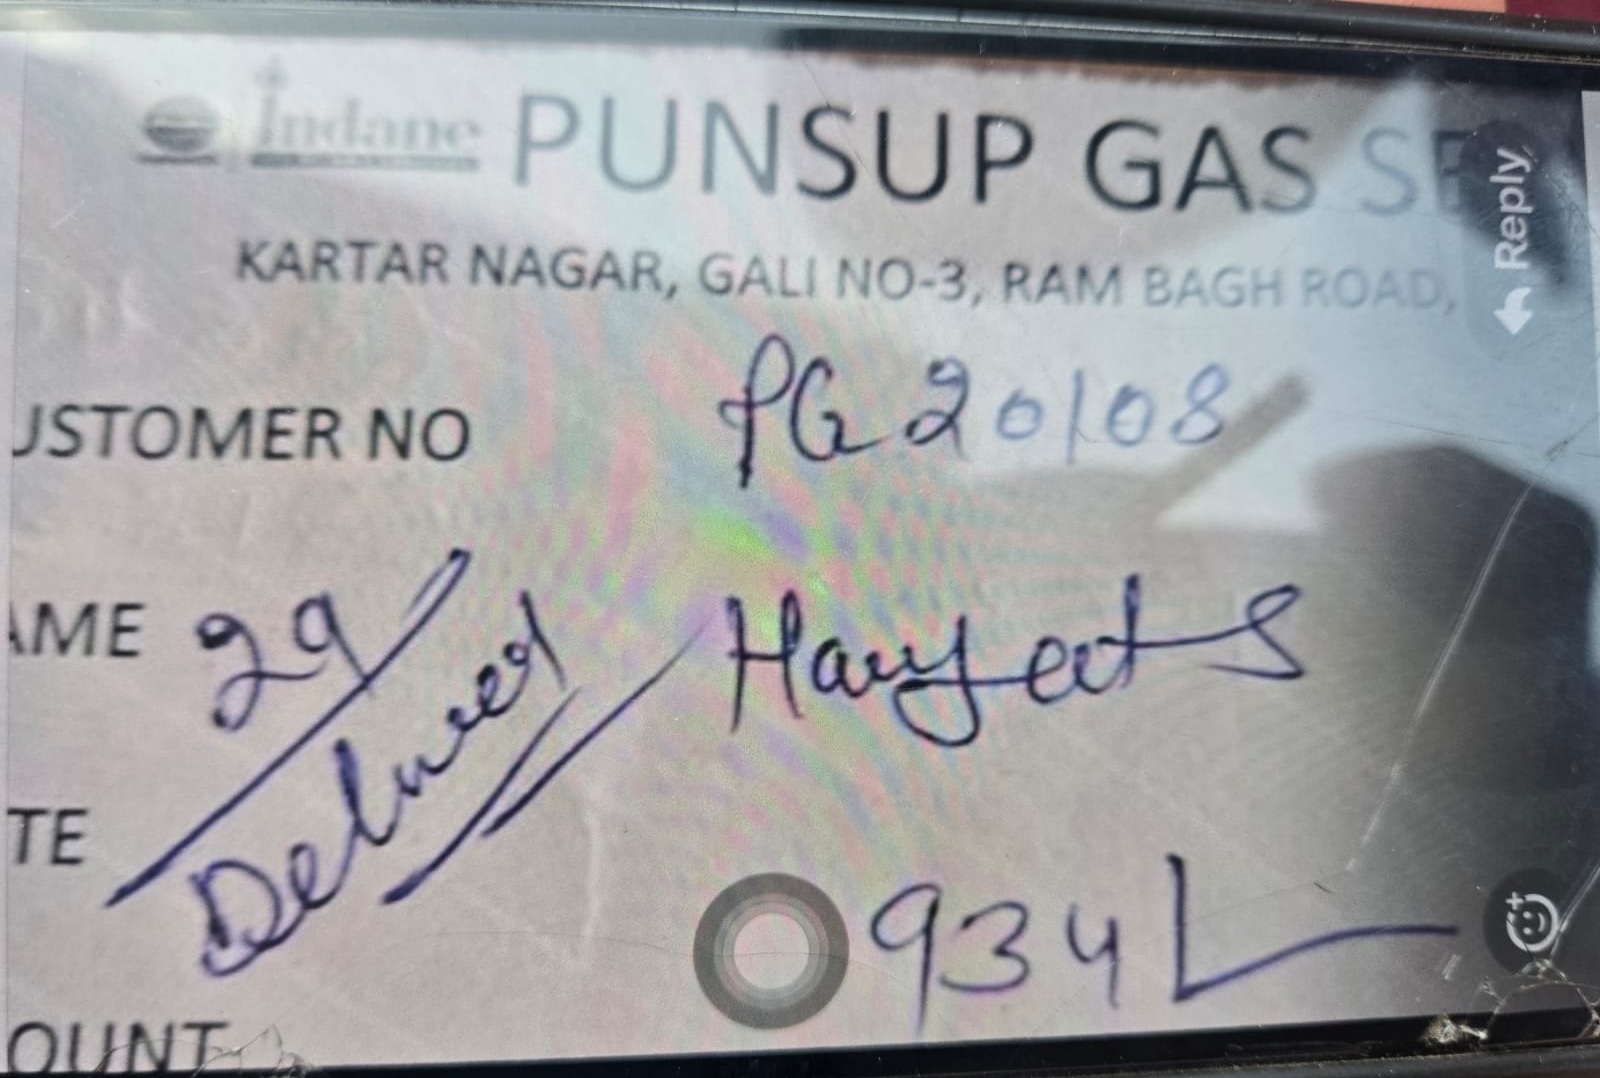 Indane PUNSUP GAS SE
KARTAR NAGAR, GALI NO-3, RAM BAGH ROAD,
USTOMER NO PG 20108
AME 29 Harjeet S
Delivered
TE
934
OUNT
Reply